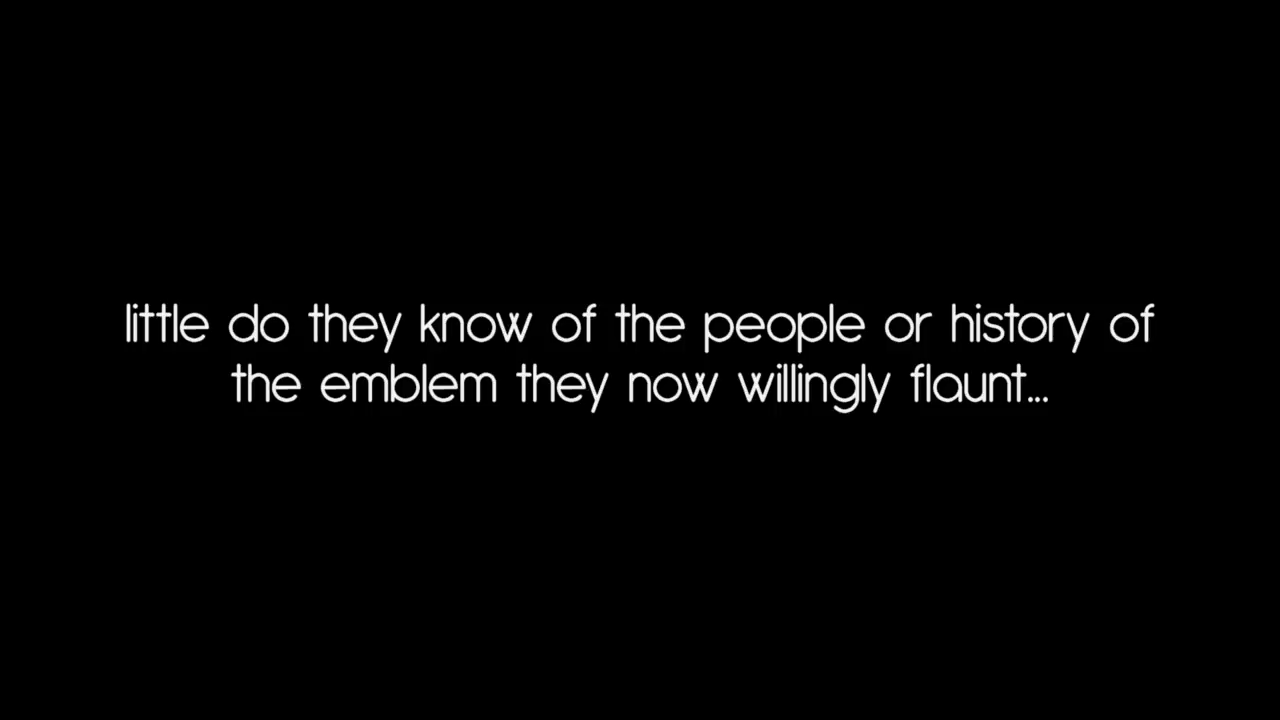 little do they know of the people or history of
the emblem they now willingly flaunt...